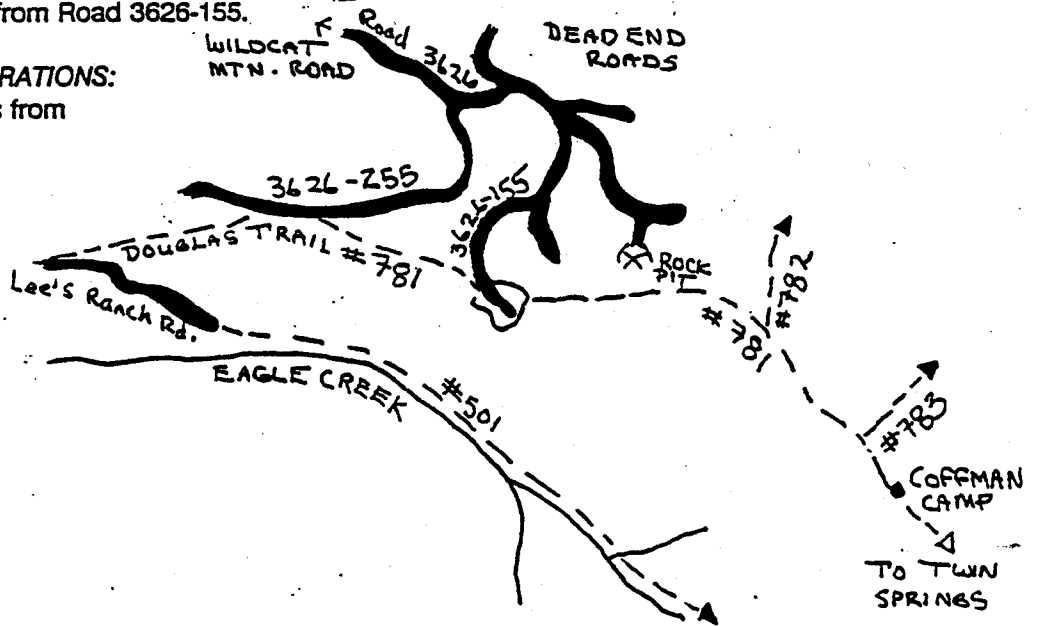 from Road 3626-155.
RATIONS:
s from
WILDCAT
MTN. ROAD
Road 3626
DEAD END
ROADS
3626-255
3626-155
DOUGLAS TRAIL #781
Lee's Ranch Rd.
ROCK
PIT
#782
#781
EAGLE CREEK
#501
#783
COFFMAN
CAMP
TO TWIN
SPRINGS